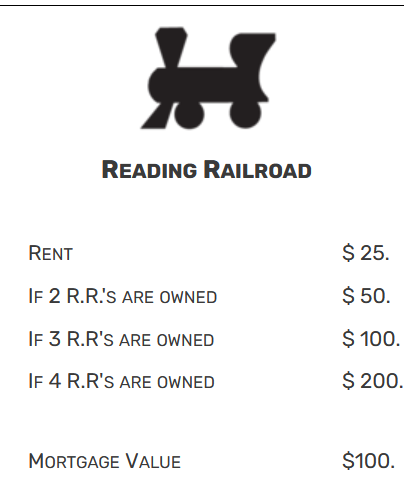 Reading Railroad
Rent $ 25.
If 2 R.R.'s are owned $ 50.
If 3 R.R's are owned $ 100.
If 4 R.R's are owned $ 200.
Mortgage Value $100.